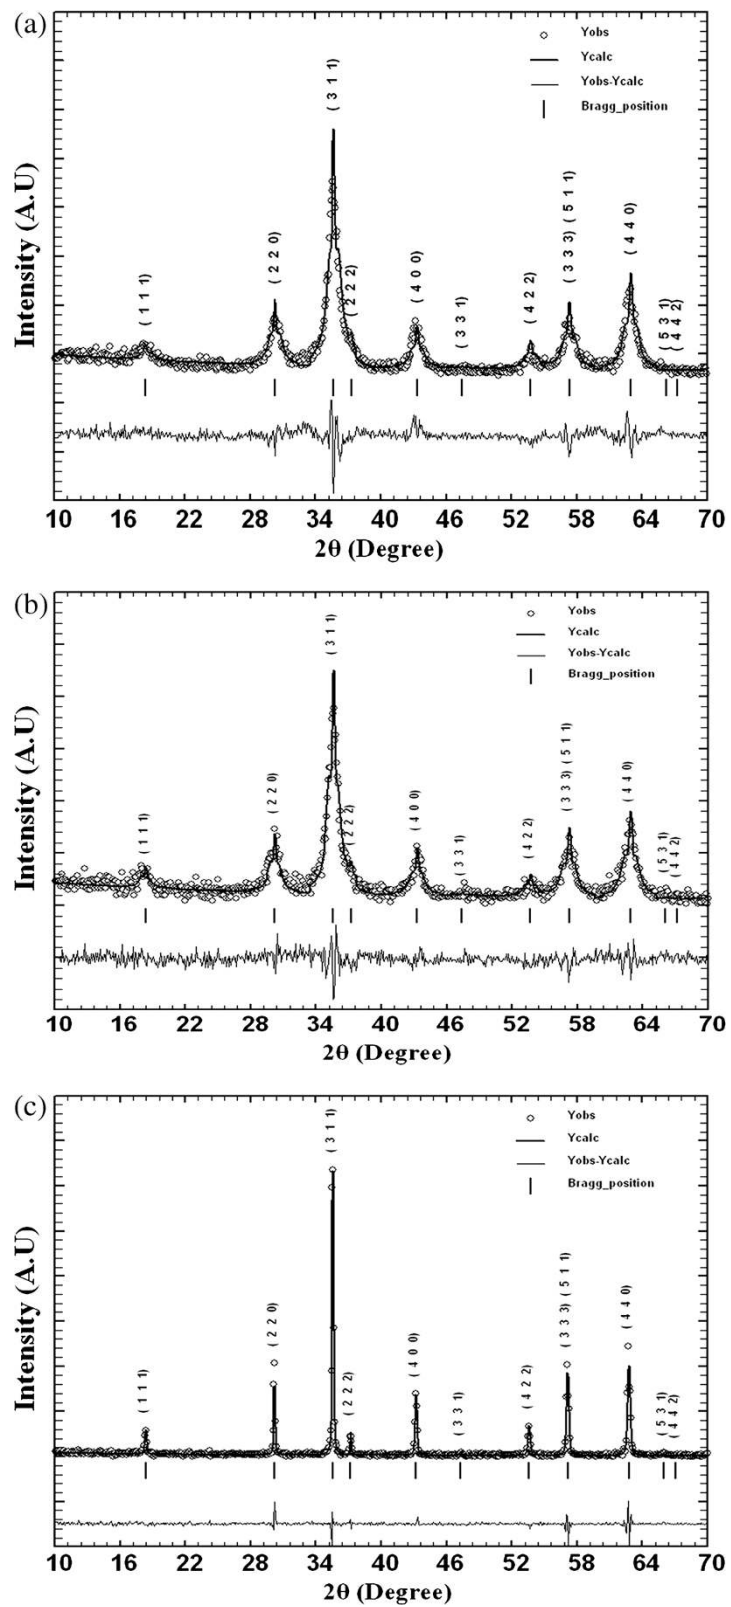 (a)
Yobs
Ycalc
Yobs-Ycalc
Bragg_position
(1 1 1)
(2 2 0)
(3 1 1)
(2 2 2)
(4 0 0)
(3 3 1)
(4 2 2)
(3 3 3) (5 1 1)
(4 4 0)
(5 3 1)
(4 4 2)
Intensity (A.U)
10 16 22 28 34 40 46 52 58 64 70
2θ (Degree)
(b)
Yobs
Ycalc
Yobs-Ycalc
Bragg_position
(1 1 1)
(2 2 0)
(3 1 1)
(2 2 2)
(4 0 0)
(3 3 1)
(4 2 2)
(3 3 3) (5 1 1)
(4 4 0)
(5 3 1)
(4 4 2)
Intensity (A.U)
10 16 22 28 34 40 46 52 58 64 70
2θ (Degree)
(c)
Yobs
Ycalc
Yobs-Ycalc
Bragg_position
(1 1 1)
(2 2 0)
(3 1 1)
(2 2 2)
(4 0 0)
(3 3 1)
(4 2 2)
(3 3 3) (5 1 1)
(4 4 0)
(5 3 1)
(4 4 2)
Intensity (A.U)
10 16 22 28 34 40 46 52 58 64 70
2θ (Degree)